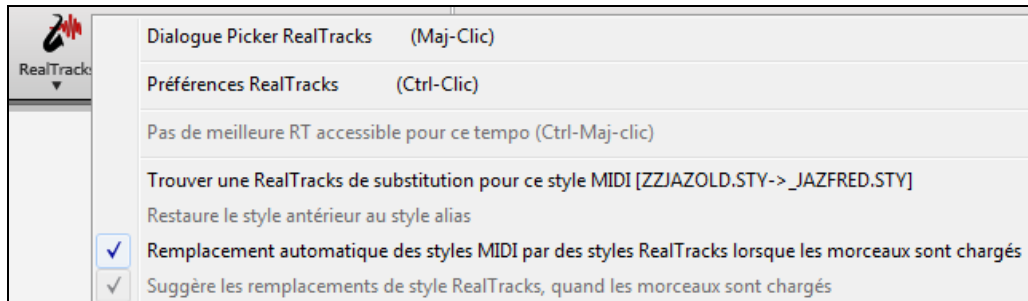 RealTracks
Dialogue Picker RealTracks (Maj-Clic)
Préférences RealTracks (Ctrl-Clic)
Pas de meilleure RT accessible pour ce tempo (Ctrl-Maj-clic)
Trouver une RealTracks de substitution pour ce style MIDI [ZZJAZOLD.STY->_JAZFRED.STY]
Restaure le style antérieur au style alias
Remplacement automatique des styles MIDI par des styles RealTracks lorsque les morceaux sont chargés
Suggère les remplacements de style RealTracks, quand les morceaux sont chargés